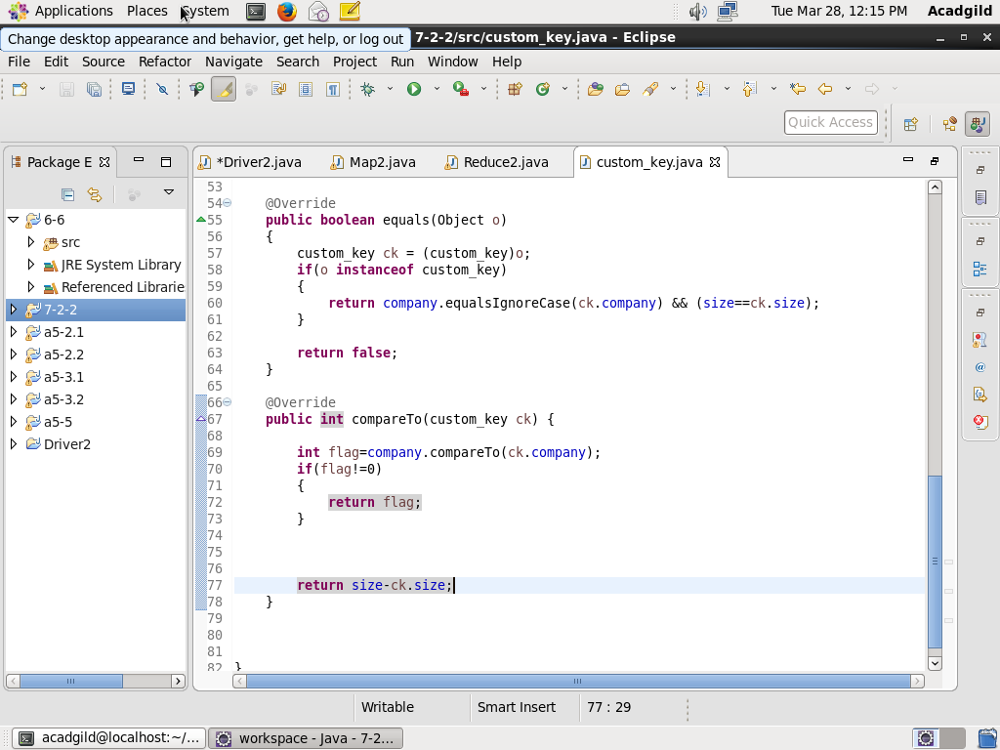 Applications Places System Tue Mar 28, 12:15 PM Acadgild
Change desktop appearance and behavior, get help, or log out
7-2-2/src/custom_key.java - Eclipse
File Edit Source Refactor Navigate Search Project Run Window Help
Quick Access
Package E
*Driver2.java Map2.java Reduce2.java custom_key.java
6-6
src
JRE System Library
Referenced Librarie
7-2-2
a5-2.1
a5-2.2
a5-3.1
a5-3.2
a5-5
Driver2
53
54 @Override
55 public boolean equals(Object o)
56 {
57 custom_key ck = (custom_key)o;
58 if(o instanceof custom_key)
59 {
60 return company.equalsIgnoreCase(ck.company) && (size==ck.size);
61 }
62
63 return false;
64 }
65
66 @Override
67 public int compareTo(custom_key ck) {
68
69 int flag=company.compareTo(ck.company);
70 if(flag!=0)
71 {
72 return flag;
73 }
74
75
76
77 return size-ck.size;
78 }
79
80
81
82 }
Writable Smart Insert 77 : 29
acadgild@localhost:~/... workspace - Java - 7-2...